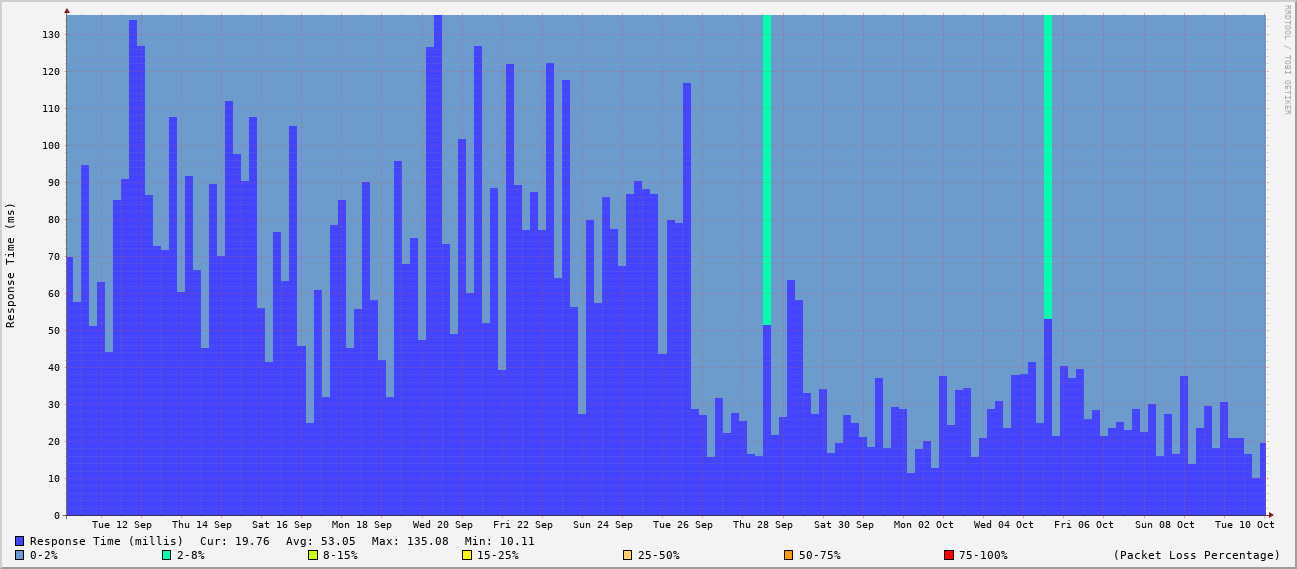 RRDTOOL / TOBI OETIKER
Response Time (ms)
130
120
110
100
90
80
70
60
50
40
30
20
10
0
Tue 12 Sep Thu 14 Sep Sat 16 Sep Mon 18 Sep Wed 20 Sep Fri 22 Sep Sun 24 Sep Tue 26 Sep Thu 28 Sep Sat 30 Sep Mon 02 Oct Wed 04 Oct Fri 06 Oct Sun 08 Oct Tue 10 Oct
Response Time (millis) Cur: 19.76 Avg: 53.05 Max: 135.08 Min: 10.11
0-2% 2-8% 8-15% 15-25% 25-50% 50-75% 75-100% (Packet Loss Percentage)